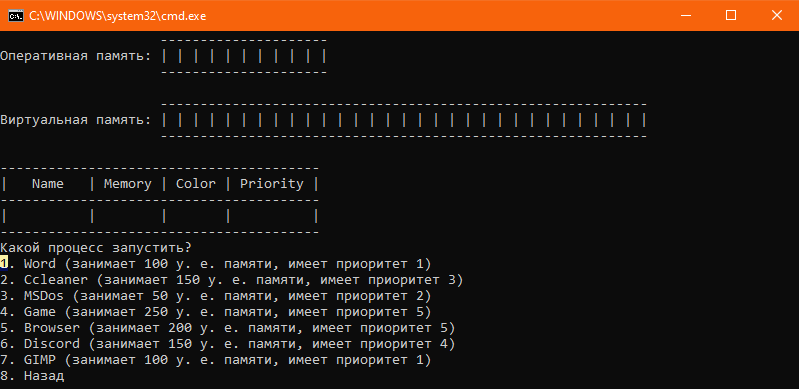 C:\WINDOWS\system32\cmd.exe
---------------------
Оперативная память: | | | | | | | | | | |
---------------------
-------------------------------------------------------------
Виртуальная память: | | | | | | | | | | | | | | | | | | | | | | | | | | | | | | |
-------------------------------------------------------------
----------------------------------------
|   Name   | Memory | Color | Priority |
----------------------------------------
|          |        |       |          |
----------------------------------------
Какой процесс запустить?
1. Word (занимает 100 у. е. памяти, имеет приоритет 1)
2. Ccleaner (занимает 150 у. е. памяти, имеет приоритет 3)
3. MSDos (занимает 50 у. е. памяти, имеет приоритет 2)
4. Game (занимает 250 у. е. памяти, имеет приоритет 5)
5. Browser (занимает 200 у. е. памяти, имеет приоритет 5)
6. Discord (занимает 150 у. е. памяти, имеет приоритет 4)
7. GIMP (занимает 100 у. е. памяти, имеет приоритет 1)
8. Назад